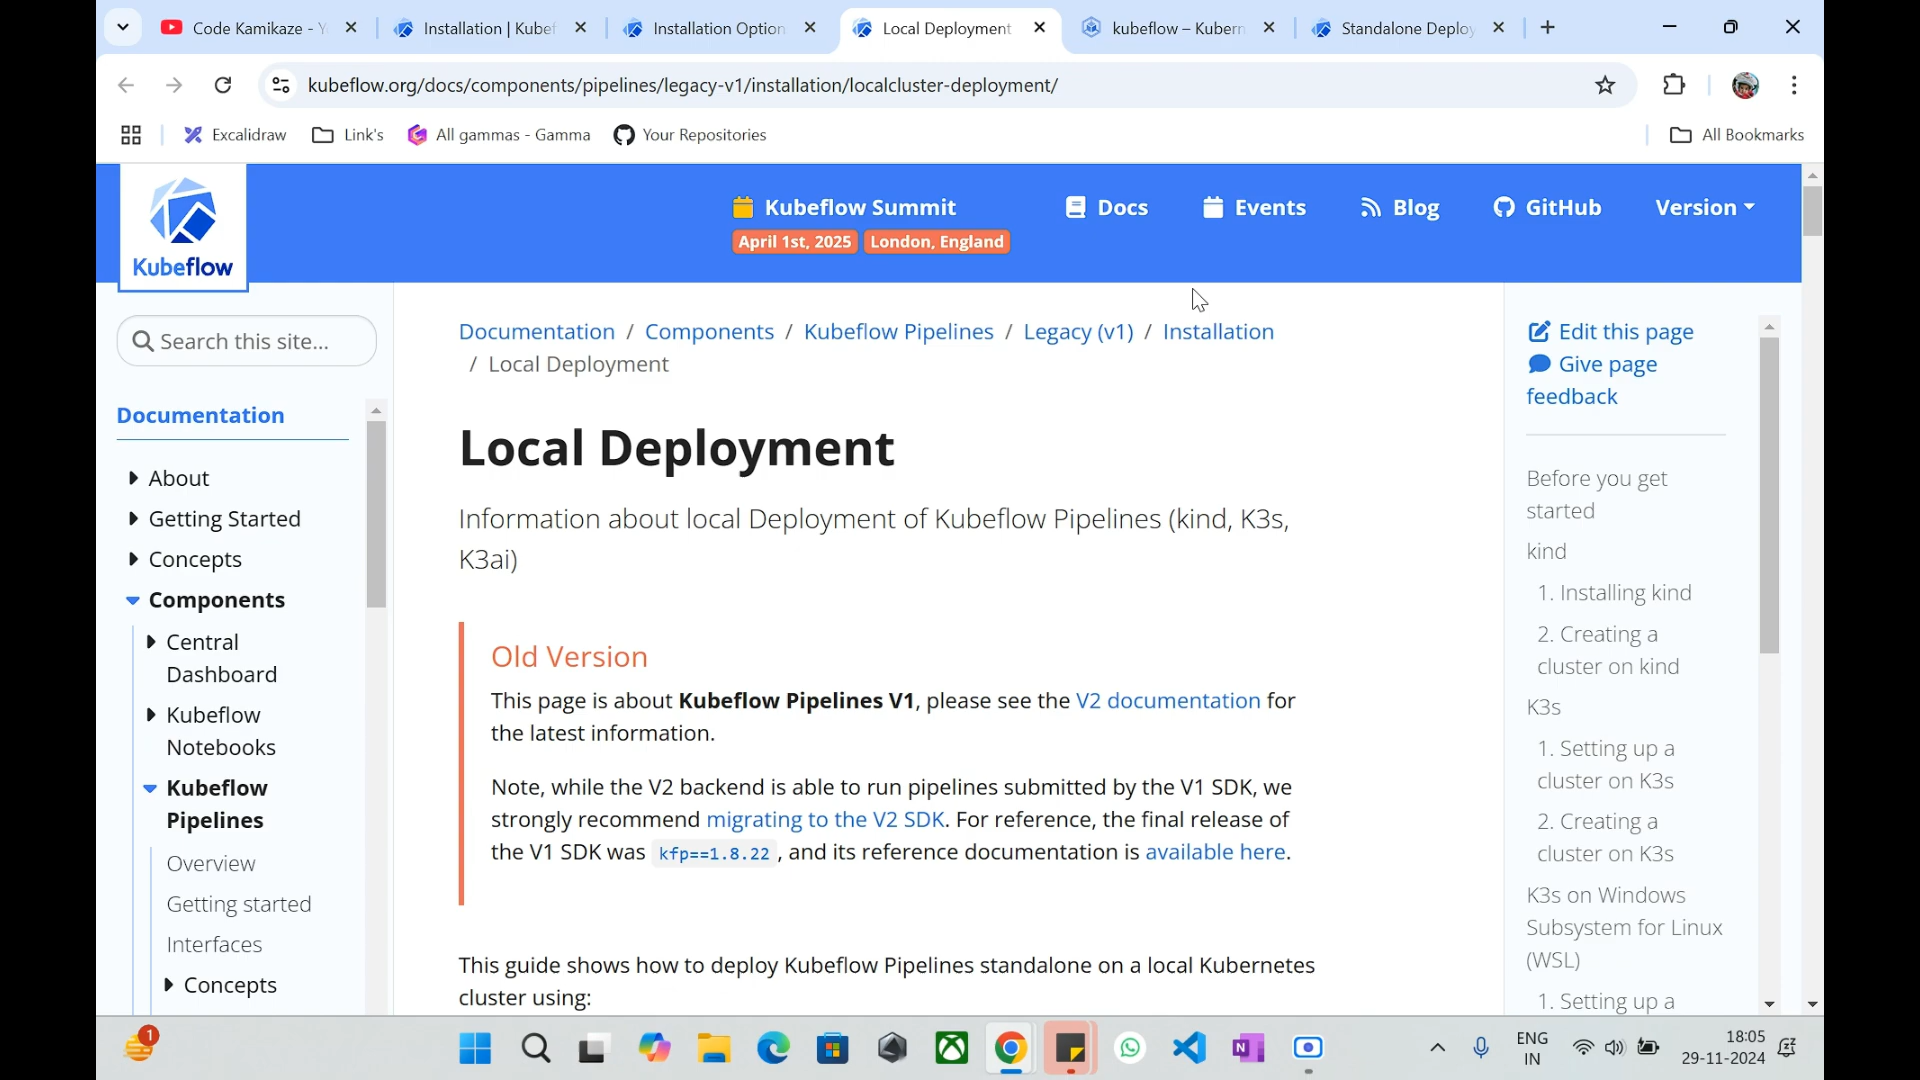 Code Kamikaze - Y
Installation | Kubef
Installation Option
Local Deployment
kubeflow – Kubern
Standalone Deploy
kubeflow.org/docs/components/pipelines/legacy-v1/installation/localcluster-deployment/
Excalidraw
Link's
All gammas - Gamma
Your Repositories
All Bookmarks
Kubeflow
Kubeflow Summit
April 1st, 2025
London, England
Docs
Events
Blog
GitHub
Version
Search this site...
Documentation
About
Getting Started
Concepts
Components
Central
Dashboard
Kubeflow
Notebooks
Kubeflow
Pipelines
Overview
Getting started
Interfaces
Concepts
Documentation / Components / Kubeflow Pipelines / Legacy (v1) / Installation
/ Local Deployment
Local Deployment
Information about local Deployment of Kubeflow Pipelines (kind, K3s,
K3ai)
Old Version
This page is about Kubeflow Pipelines V1, please see the V2 documentation for
the latest information.
Note, while the V2 backend is able to run pipelines submitted by the V1 SDK, we
strongly recommend migrating to the V2 SDK. For reference, the final release of
the V1 SDK was kfp==1.8.22 , and its reference documentation is available here.
This guide shows how to deploy Kubeflow Pipelines standalone on a local Kubernetes
cluster using:
Edit this page
Give page
feedback
Before you get
started
kind
1. Installing kind
2. Creating a
cluster on kind
K3s
1. Setting up a
cluster on K3s
2. Creating a
cluster on K3s
K3s on Windows
Subsystem for Linux
(WSL)
1. Setting up a
1
ENG
IN
18:05
29-11-2024